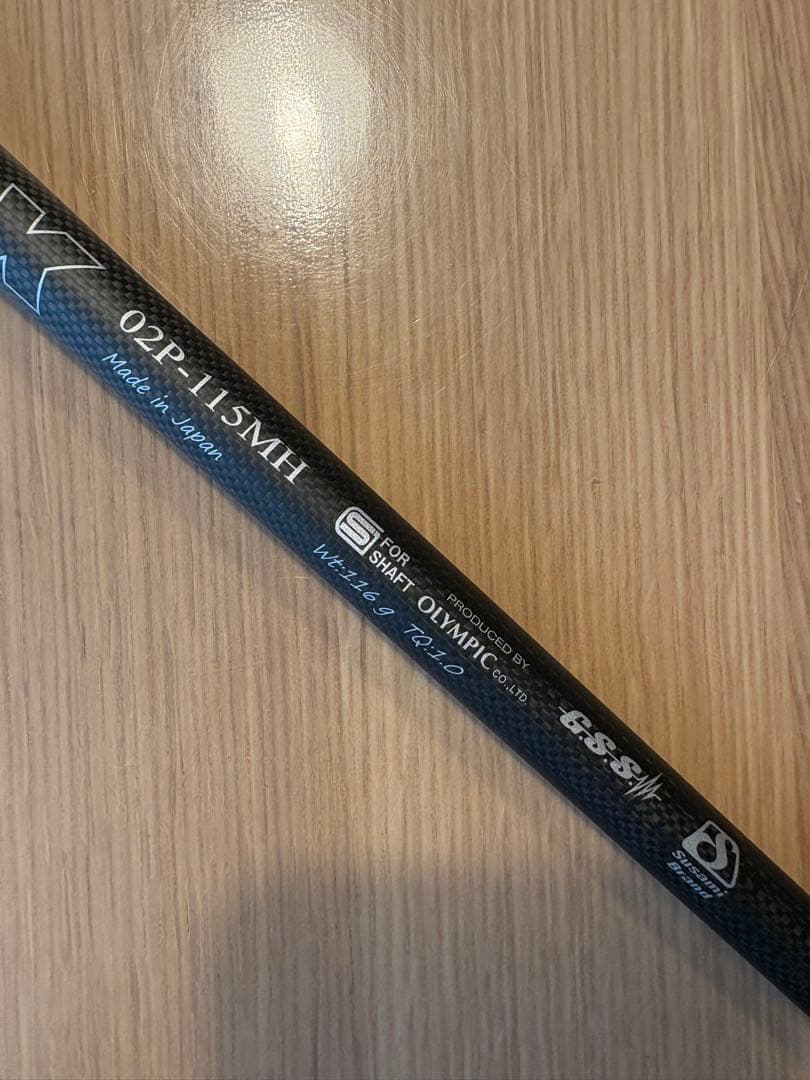 02P-115MH
Made in Japan
FOR
SHAFT
Wt:116g TQ:1.0
PRODUCED BY
OLYMPIC CO.,LTD.
G.S.S.
Susami
Brand